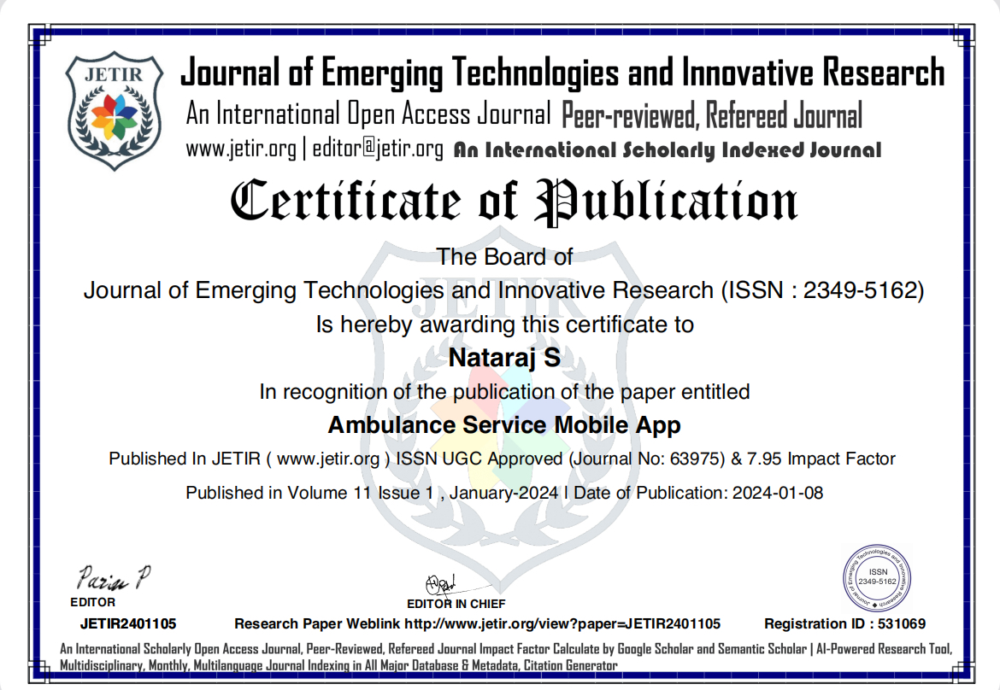 JETIR
Journal of Emerging Technologies and Innovative Research
An International Open Access Journal Peer-reviewed, Refereed Journal
www.jetir.org | editor@jetir.org An International Scholarly Indexed Journal
Certificate of Publication
JETIR
The Board of
Journal of Emerging Technologies and Innovative Research (ISSN : 2349-5162)
Is hereby awarding this certificate to
Nataraj S
In recognition of the publication of the paper entitled
Ambulance Service Mobile App
Published In JETIR ( www.jetir.org ) ISSN UGC Approved (Journal No: 63975) & 7.95 Impact Factor
Published in Volume 11 Issue 1 , January-2024 | Date of Publication: 2024-01-08
EDITOR
EDITOR IN CHIEF
Journal of Emerging Technologies and Innovative Research
ISSN
2349-5162
JETIR2401105
Research Paper Weblink http://www.jetir.org/view?paper=JETIR2401105
Registration ID : 531069
An International Scholarly Open Access Journal, Peer-Reviewed, Refereed Journal Impact Factor Calculate by Google Scholar and Semantic Scholar | AI-Powered Research Tool,
Multidisciplinary, Monthly, Multilanguage Journal Indexing in All Major Database & Metadata, Citation Generator